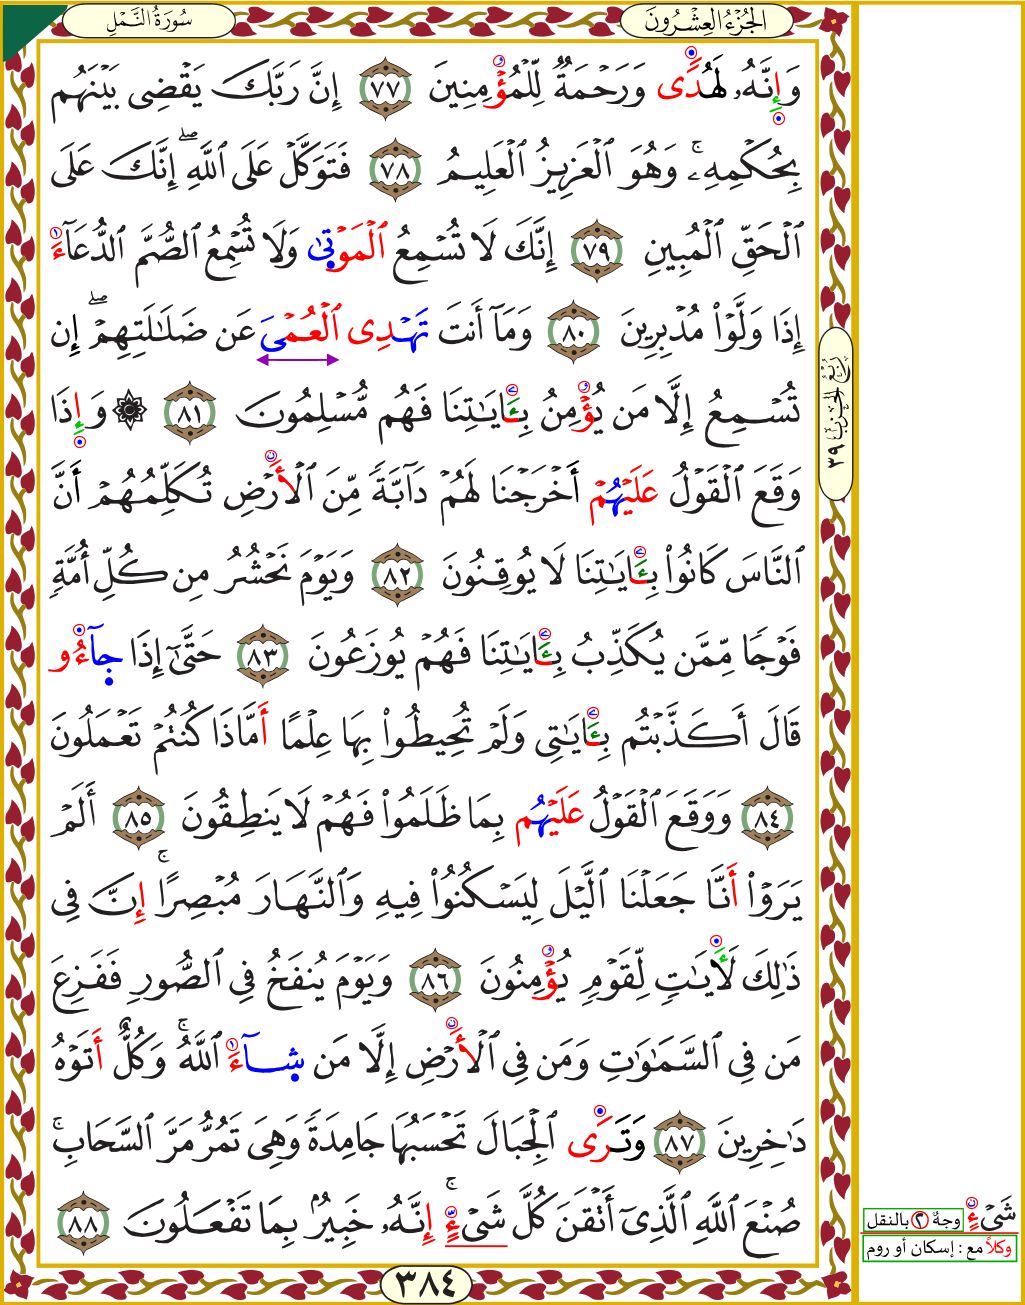 سُورَةُ النَّمۡلِ
الجُزۡءُ العِشۡرُونَ
وَإِنَّهُۥ لَهُدٗى وَرَحۡمَةٞ لِّلۡمُؤۡمِنِينَ ٧٧ إِنَّ رَبَّكَ يَقۡضِي بَيۡنَهُم
بِحُكۡمِهِۦۚ وَهُوَ ٱلۡعَزِيزُ ٱلۡعَلِيمُ ٧٨ فَتَوَكَّلۡ عَلَى ٱللَّهِۖ إِنَّكَ عَلَى
ٱلۡحَقِّ ٱلۡمُبِينِ ٧٩ إِنَّكَ لَا تُسۡمِعُ ٱلۡمَوۡتَىٰ وَلَا تُسۡمِعُ ٱلصُّمَّ ٱلدُّعَآءَ
إِذَا وَلَّوۡاْ مُدۡبِرِينَ ٨٠ وَمَآ أَنتَ تَهۡدِي ٱلۡعُمۡيَ عَن ضَلَٰلَتِهِمۡۖ إِن
تُسۡمِعُ إِلَّا مَن يُؤۡمِنُ بِـَٔايَٰتِنَا فَهُم مُّسۡلِمُونَ ٨١ ۞ وَإِذَا
وَقَعَ ٱلۡقَوۡلُ عَلَيۡهُمۡ أَخۡرَجۡنَا لَهُمۡ دَآبَّةٗ مِّنَ ٱلۡأَرۡضِ تُكَلِّمُهُمۡ أَنَّ
ٱلنَّاسَ كَانُواْ بِـَٔايَٰتِنَا لَا يُوقِنُونَ ٨٢ وَيَوۡمَ نَحۡشُرُ مِن كُلِّ أُمَّةٖ
فَوۡجٗا مِّمَّن يُكَذِّبُ بِـَٔايَٰتِنَا فَهُمۡ يُوزَعُونَ ٨٣ حَتَّىٰٓ إِذَا جَآءُو
قَالَ أَكَذَّبۡتُم بِـَٔايَٰتِي وَلَمۡ تُحِيطُواْ بِهَا عِلۡمًا أَمَّاذَا كُنتُمۡ تَعۡمَلُونَ
٨٤ وَوَقَعَ ٱلۡقَوۡلُ عَلَيۡهُم بِمَا ظَلَمُواْ فَهُمۡ لَا يَنطِقُونَ ٨٥ أَلَمۡ
يَرَوۡاْ أَنَّا جَعَلۡنَا ٱلَّيۡلَ لِيَسۡكُنُواْ فِيهِ وَٱلنَّهَارَ مُبۡصِرًاۚ إِنَّ فِي
ذَٰلِكَ لَأٓيَٰتٖ لِّقَوۡمٖ يُؤۡمِنُونَ ٨٦ وَيَوۡمَ يُنفَخُ فِي ٱلصُّورِ فَفَزِعَ
مَن فِي ٱلسَّمَٰوَٰتِ وَمَن فِي ٱلۡأَرۡضِ إِلَّا مَن شَآءَ ٱللَّهُۚ وَكُلٌّ أَتَوۡهُ
دَٰخِرِينَ ٨٧ وَتَرَى ٱلۡجِبَالَ تَحۡسَبُهَا جَامِدَةٗ وَهِيَ تَمُرُّ مَرَّ ٱلسَّحَابِۚ
صُنۡعَ ٱللَّهِ ٱلَّذِيٓ أَتۡقَنَ كُلَّ شَيۡءٍۚ إِنَّهُۥ خَبِيرُۢ بِمَا تَفۡعَلُونَ ٨٨
رُبۡعُ الحِزۡبِ ٣٩
شَيۡءٍ وجهٌ ٢ بالنقل
وكلاً مع : إسكان أو روم
٣٨٤